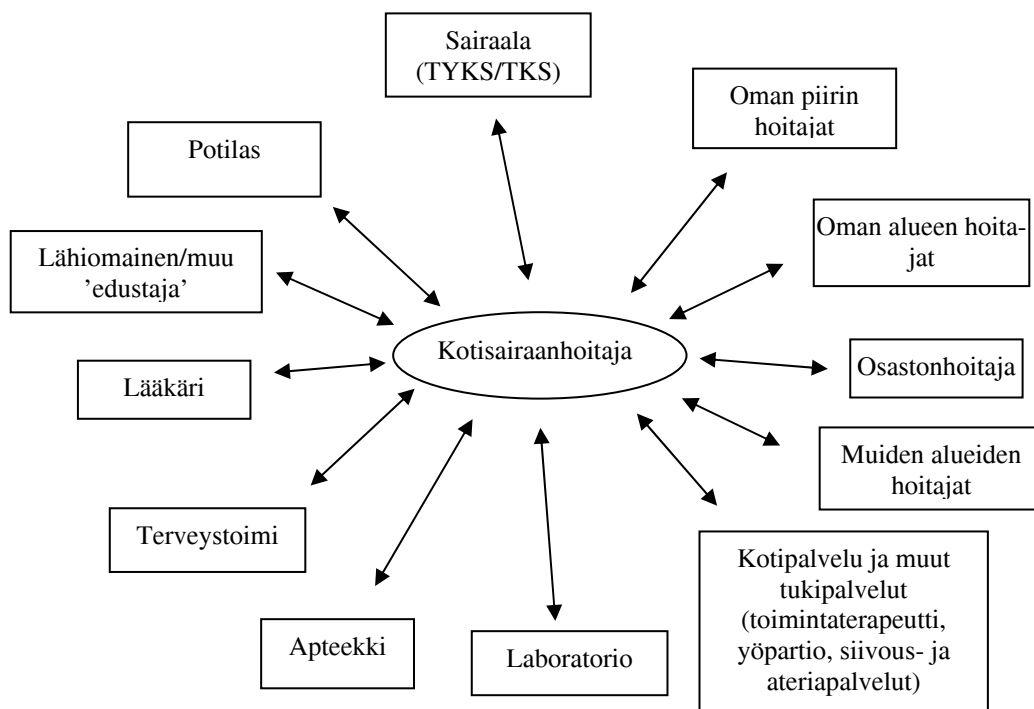 Sairaala
(TYKS/TKS)
Oman piirin
hoitajat
Potilas
Oman alueen hoita-
jat
Lähiomainen/muu
’edustaja’
Kotisairaanhoitaja
Osastonhoitaja
Lääkäri
Muiden alueiden
hoitajat
Terveystoimi
Kotipalvelu ja muut
tukipalvelut
(toimintaterapeutti,
yöpartio, siivous- ja
ateriapalvelut)
Apteekki
Laboratorio